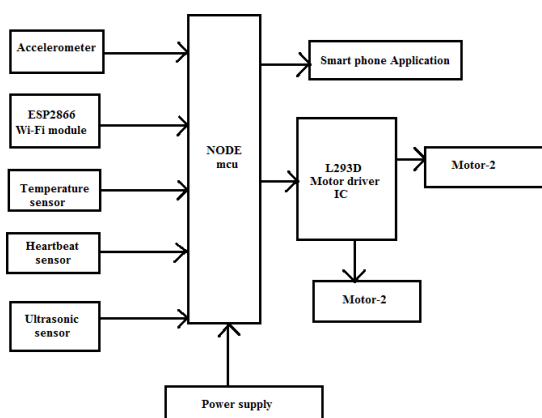 Accelerometer
ESP2866
Wi-Fi module
Temperature
sensor
Heartbeat
sensor
Ultrasonic
sensor
NODE
mcu
Smart phone Application
L293D
Motor driver
IC
Motor-2
Motor-2
Power supply